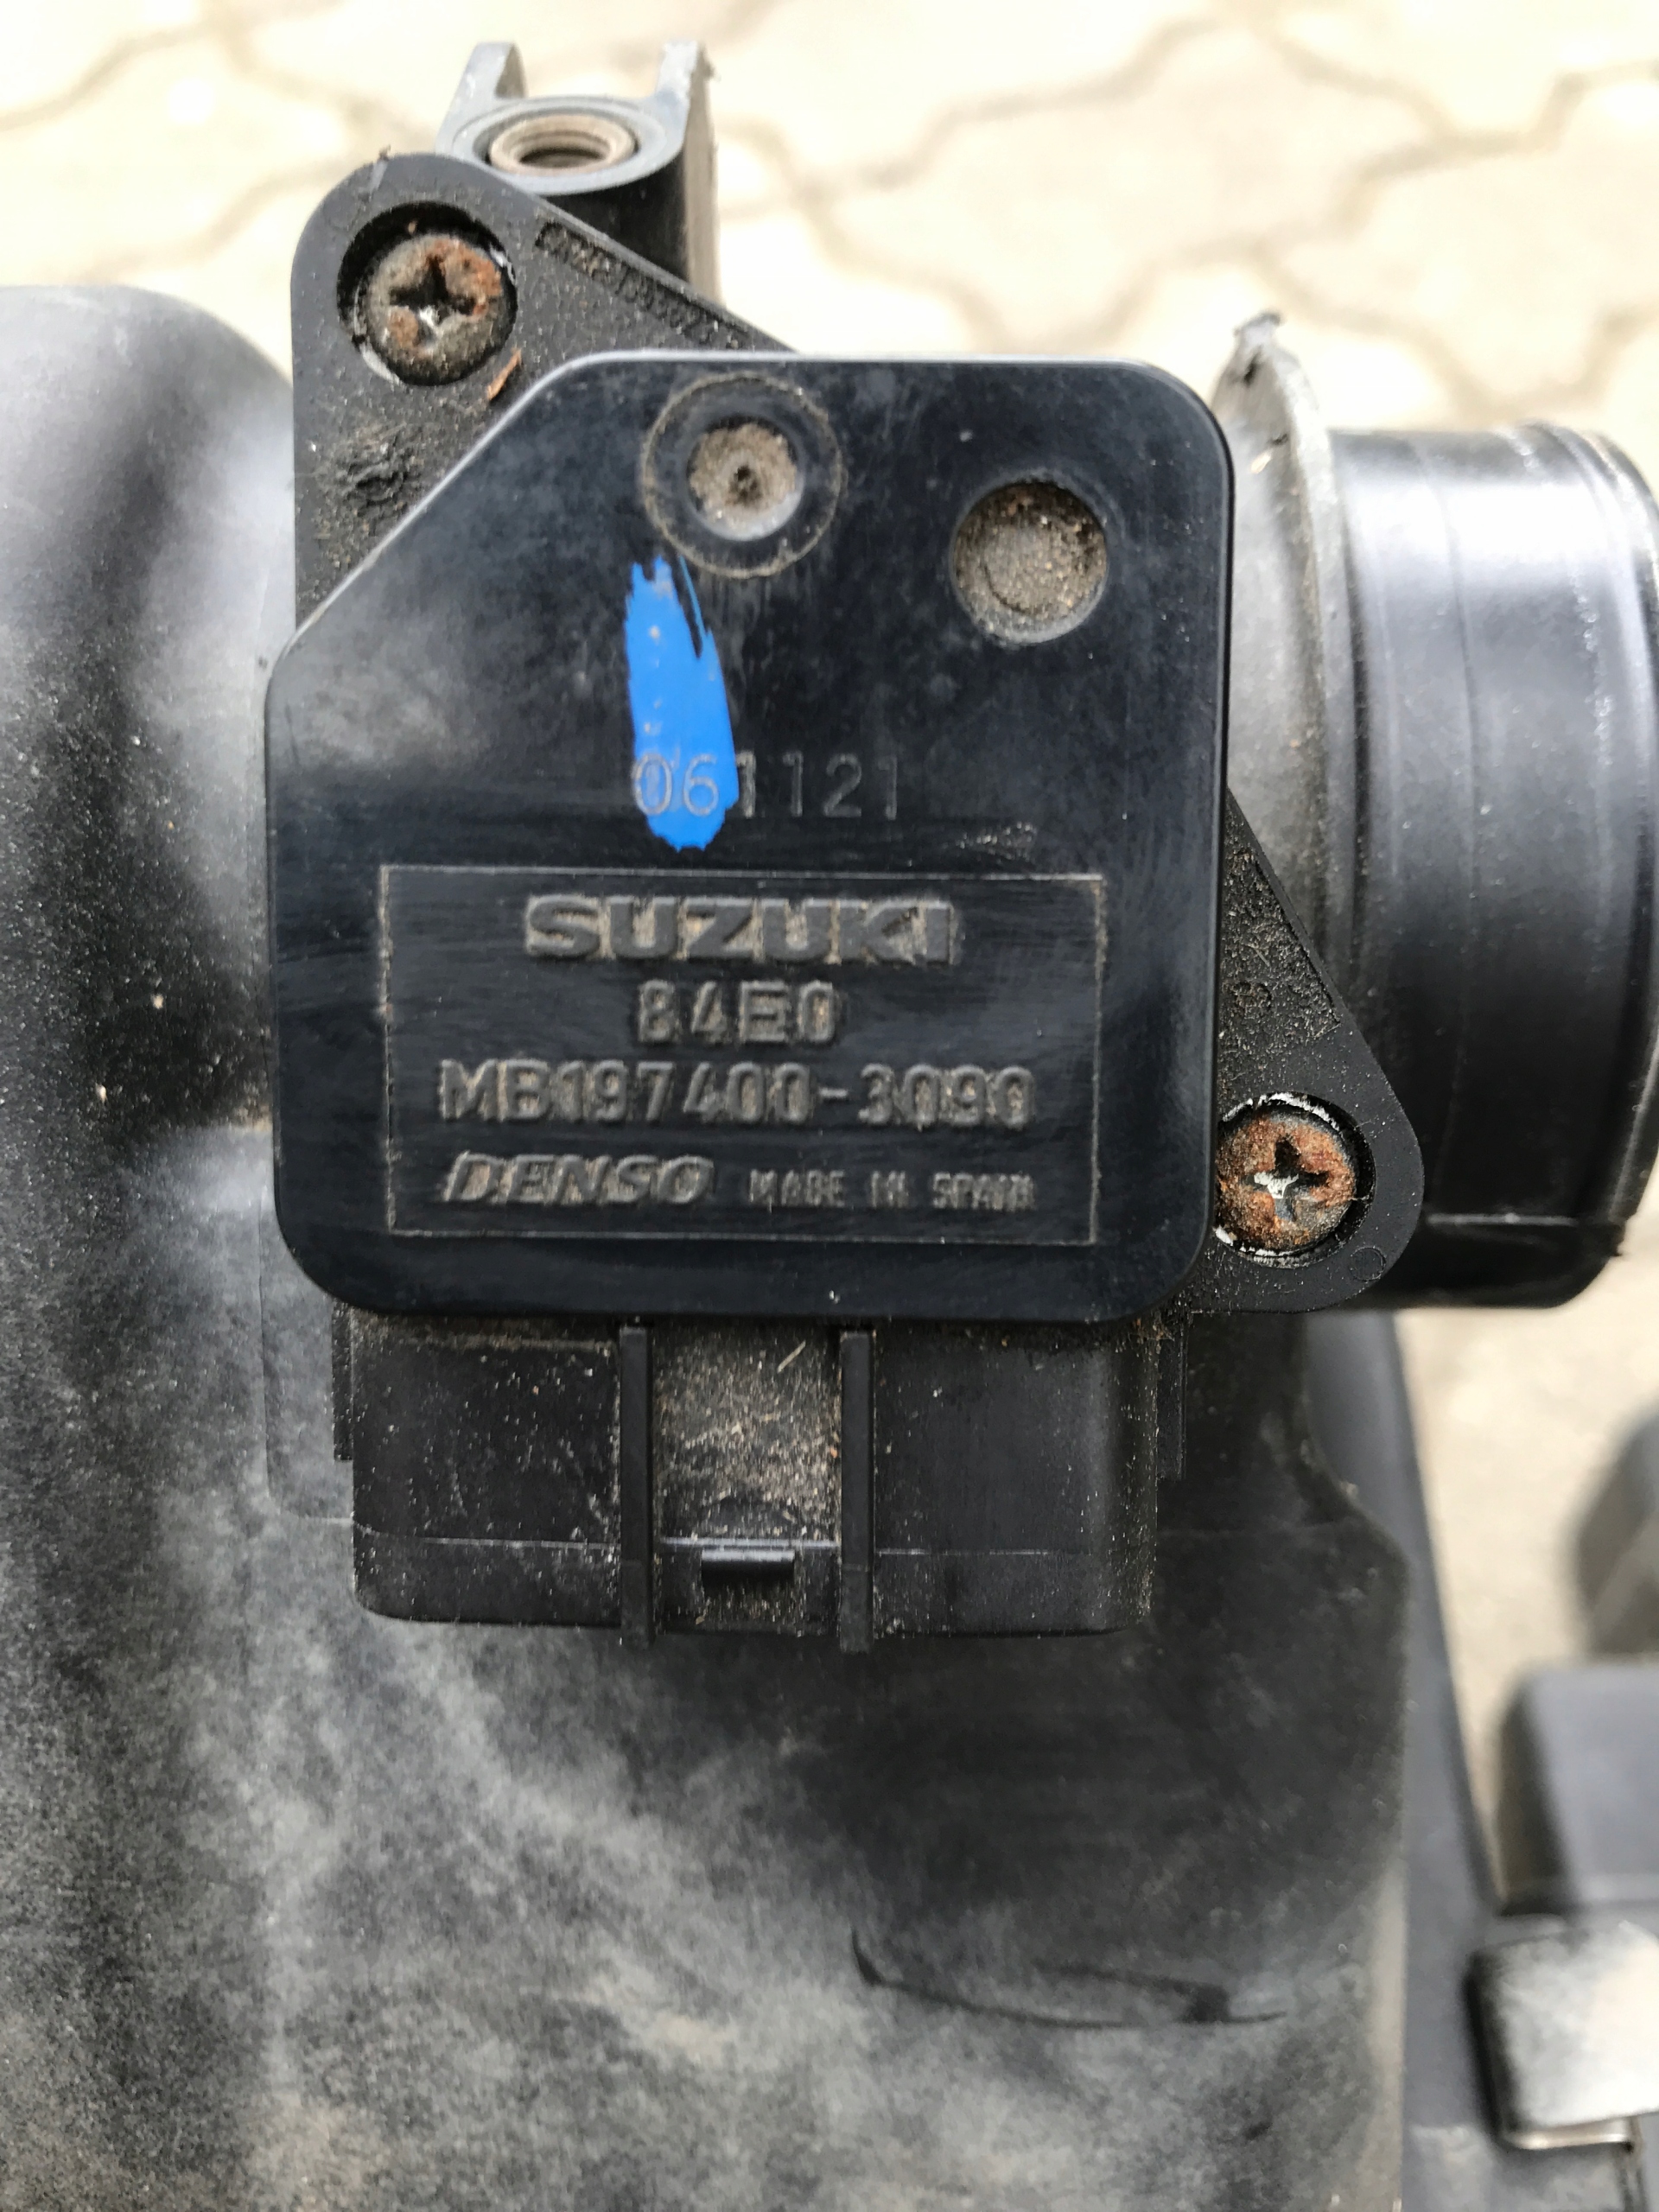 061121
SUZUKI
84E0
MB197400-3090
DENSO MADE IN SPAIN